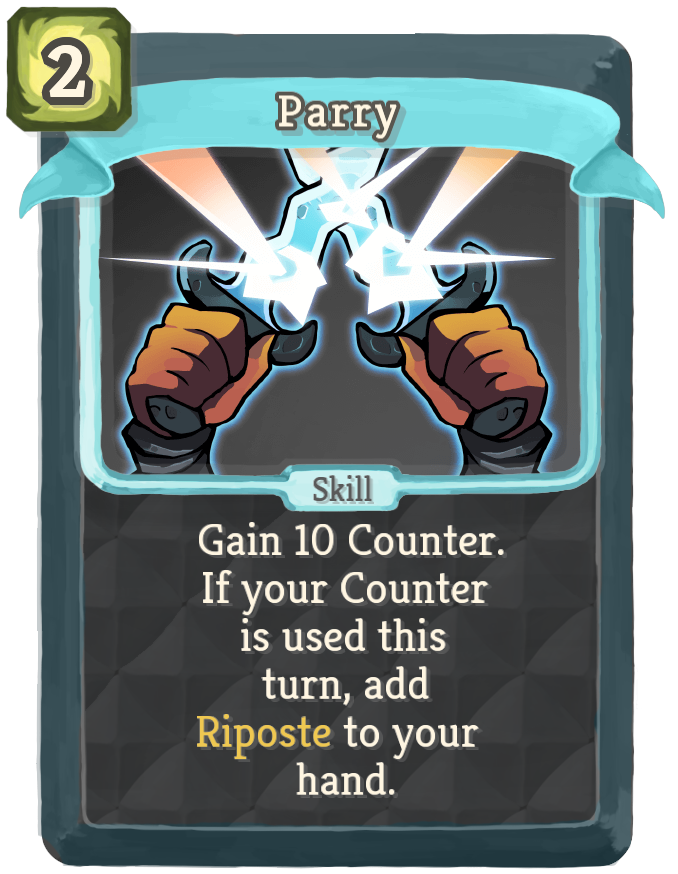 2
Parry
Skill
Gain 10 Counter.
If your Counter
is used this
turn, add
Riposte to your
hand.